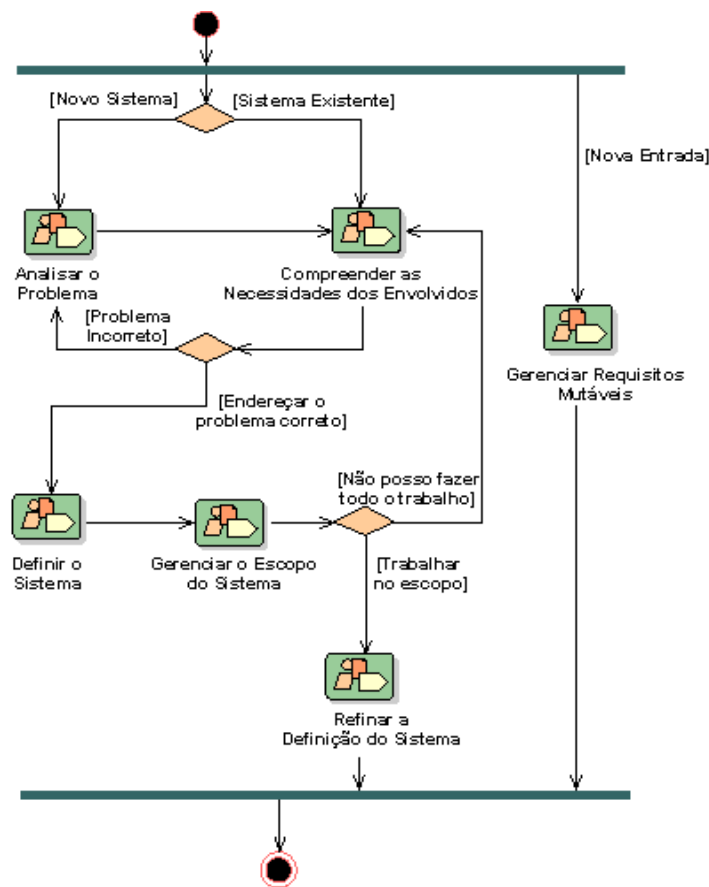 [Novo Sistema]
[Sistema Existente]
[Nova Entrada]
Analisar o
Problema
Compreender as
Necessidades dos Envolvidos
[Problema
Incorreto]
Gerenciar Requisitos
Mutáveis
[Endereçar o
problema correto]
[Não posso fazer
todo o trabalho]
Definir o
Sistema
Gerenciar o Escopo
do Sistema
[Trabalhar
no escopo]
Refinar a
Definição do Sistema